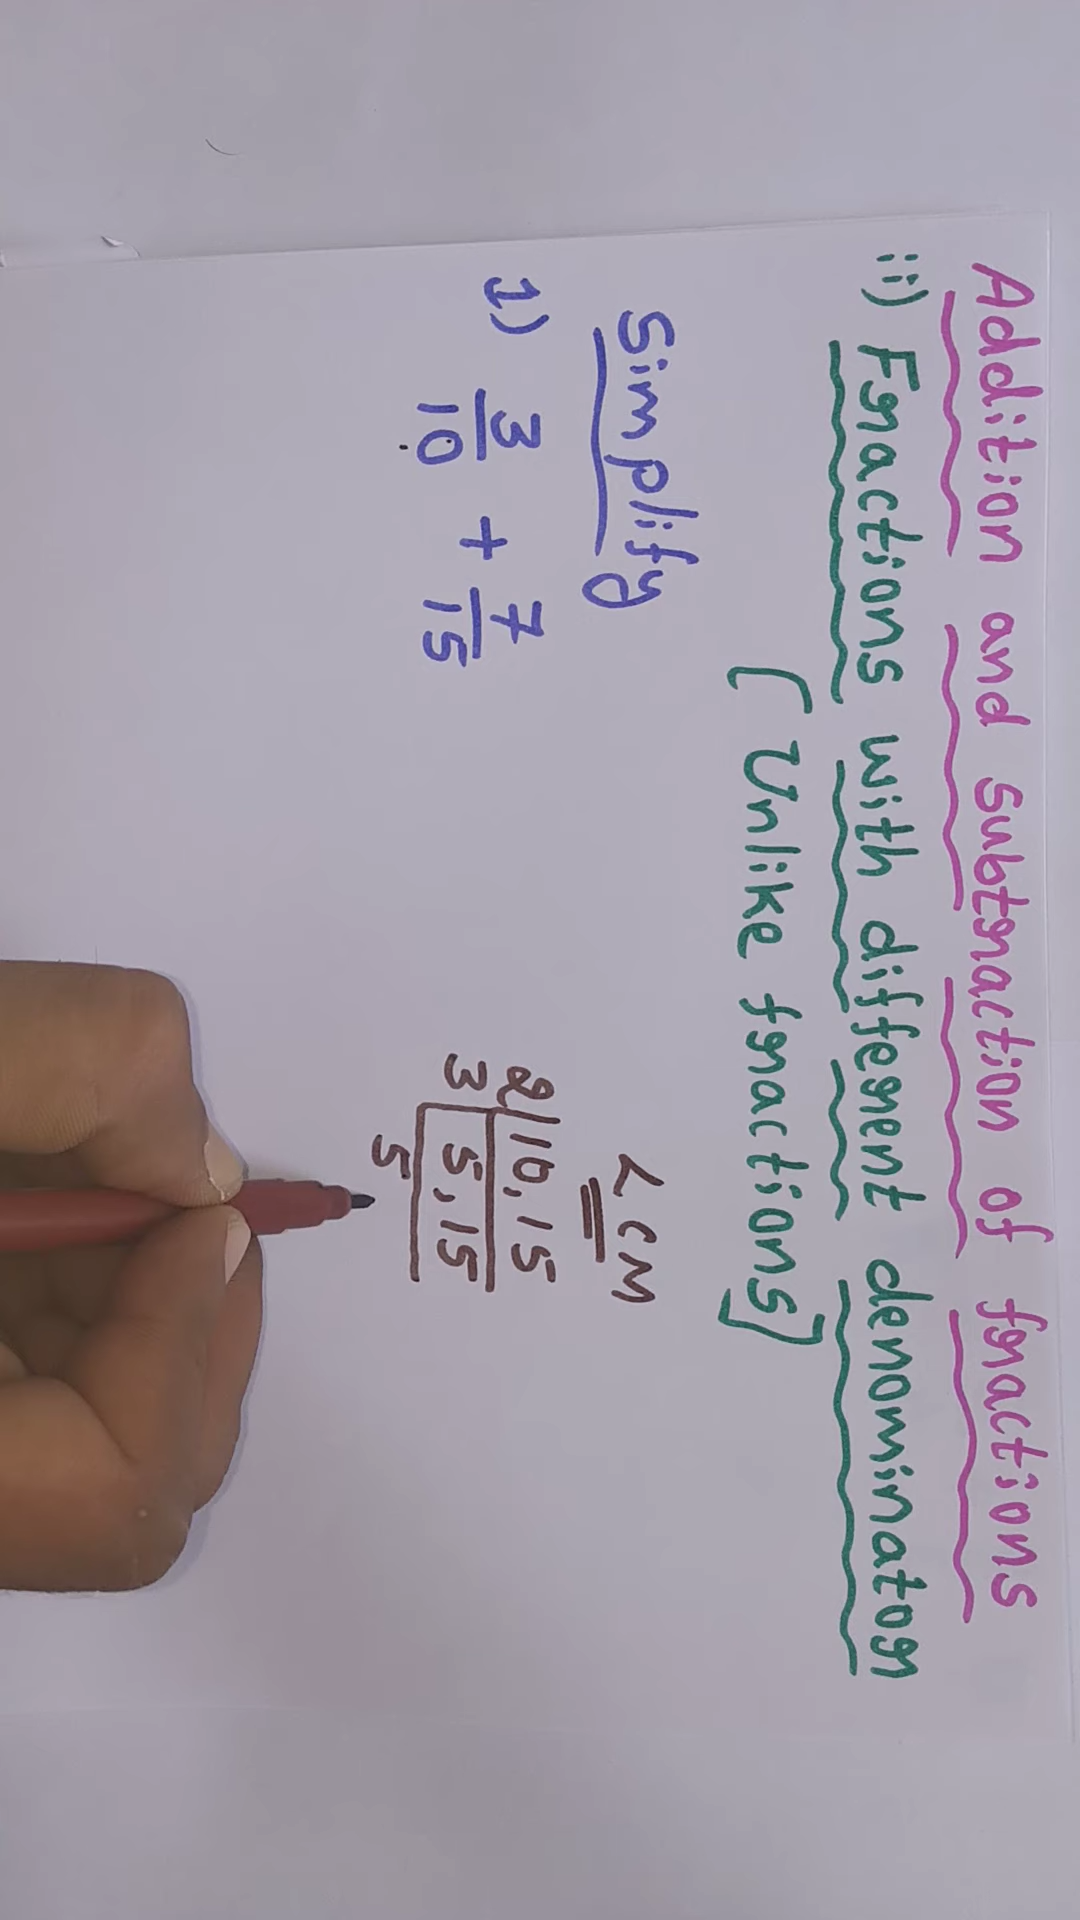 Addition and subtraction of fractions
ii) Fractions with different denominator
[Unlike fractions]
Simplify
LCM
1) 3/10 + 7/15
2 | 10, 15
3 | 5, 15
5